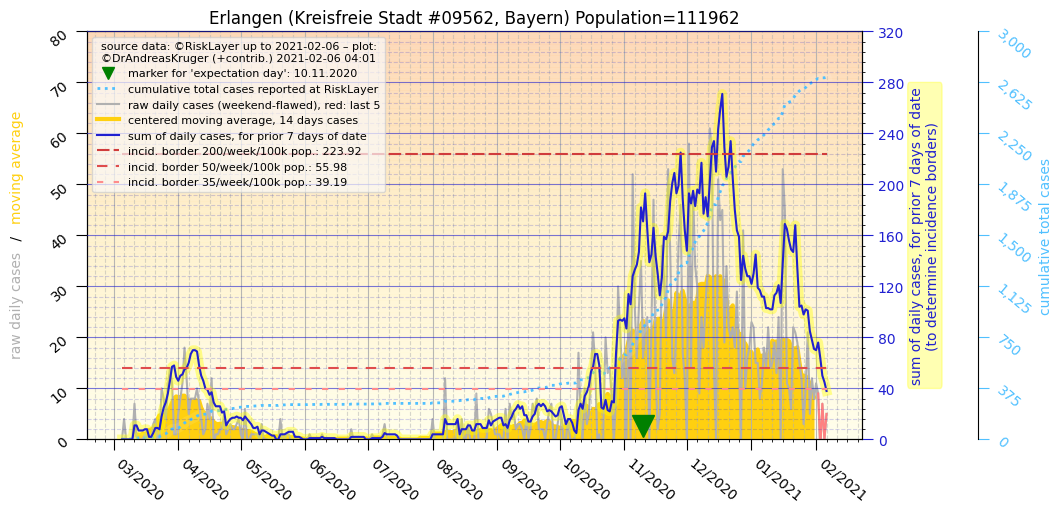 Erlangen (Kreisfreie Stadt #09562, Bayern) Population=111962
source data: ©RiskLayer up to 2021-02-06 – plot:
©DrAndreasKruger (+contrib.) 2021-02-06 04:01
marker for 'expectation day': 10.11.2020
cumulative total cases reported at RiskLayer
raw daily cases (weekend-flawed), red: last 5
centered moving average, 14 days cases
sum of daily cases, for prior 7 days of date
incid. border 200/week/100k pop.: 223.92
incid. border 50/week/100k pop.: 55.98
incid. border 35/week/100k pop.: 39.19
raw daily cases / moving average
80
70
60
50
40
30
20
10
0
03/2020
04/2020
05/2020
06/2020
07/2020
08/2020
09/2020
10/2020
11/2020
12/2020
01/2021
02/2021
320
280
240
200
160
120
80
40
0
sum of daily cases, for prior 7 days of date
(to determine incidence borders)
3,000
2,625
2,250
1,875
1,500
1,125
750
375
0
cumulative total cases